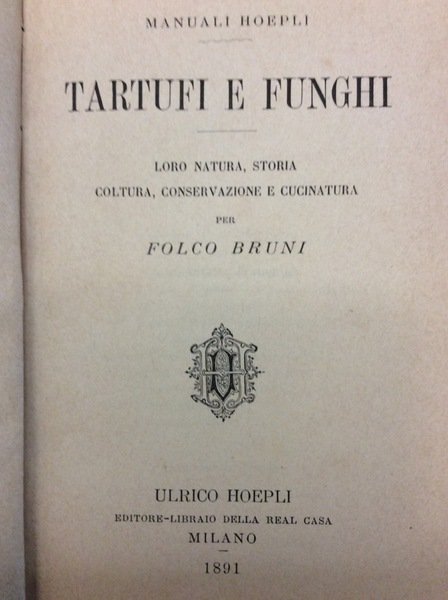 MANUALI HOEPLI
TARTUFI E FUNGHI
LORO NATURA, STORIA
COLTURA, CONSERVAZIONE E CUCINATURA
PER
FOLCO BRUNI
ULRICO HOEPLI
EDITORE-LIBRAIO DELLA REAL CASA
MILANO
1891